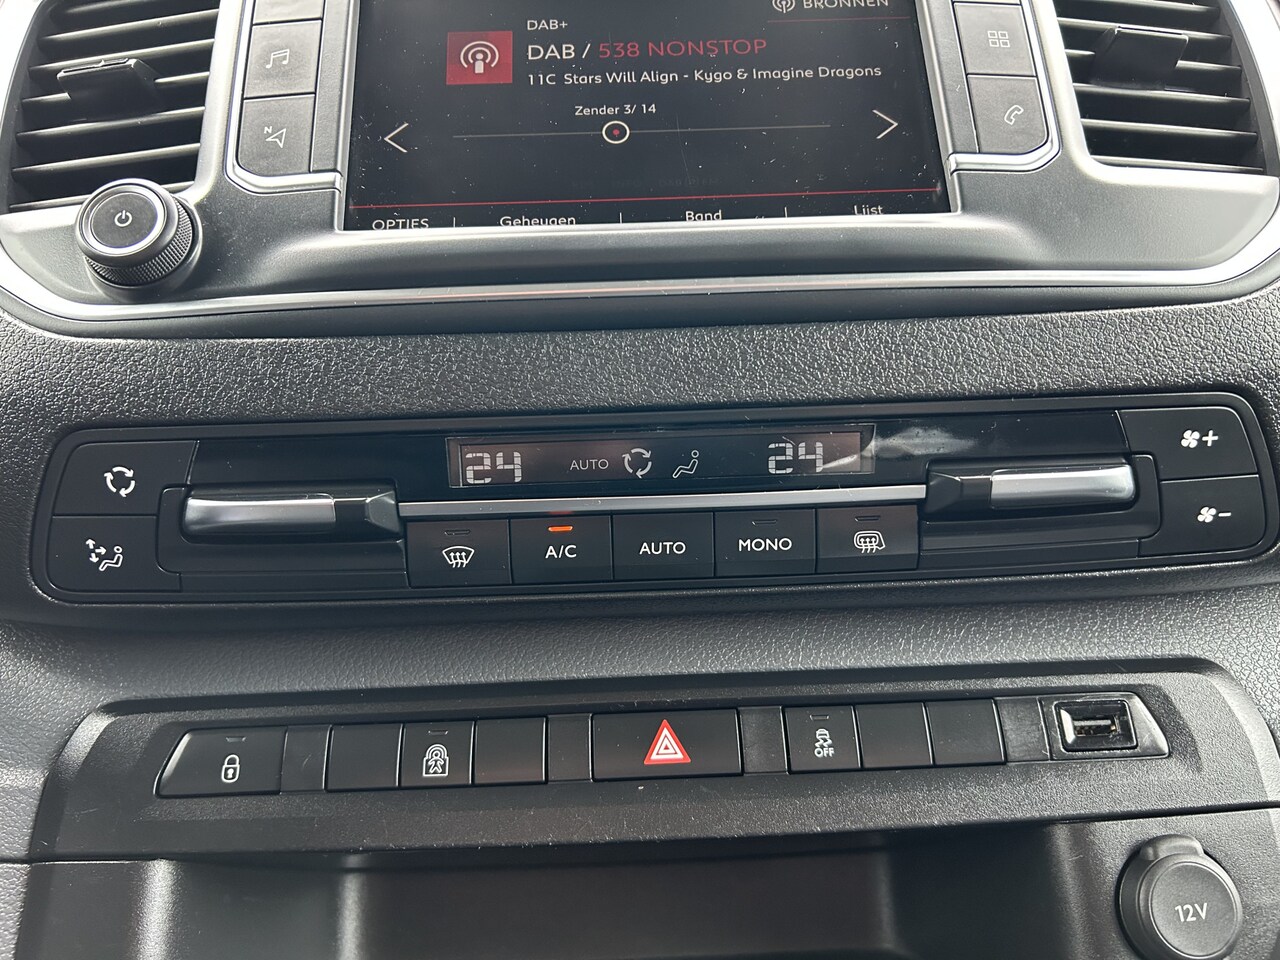 BRONNEN
DAB+
DAB / 538 NONSTOP
11C Stars Will Align - Kygo & Imagine Dragons
Zender 3/ 14
N
OPTIES
Geheugen
Band
Lijst
24 AUTO 24
+
-
A/C
AUTO
MONO
OFF
12V